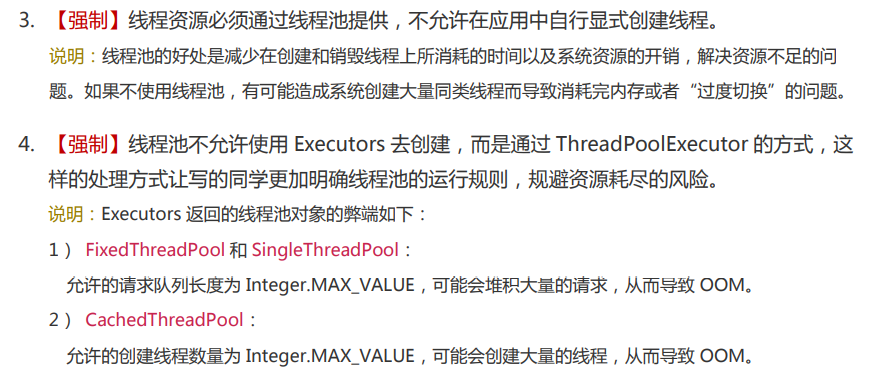 3. 【强制】线程资源必须通过线程池提供，不允许在应用中自行显式创建线程。
说明：线程池的好处是减少在创建和销毁线程上所消耗的时间以及系统资源的开销，解决资源不足的问
题。如果不使用线程池，有可能造成系统创建大量同类线程而导致消耗完内存或者“过度切换”的问题。
4. 【强制】线程池不允许使用 Executors 去创建，而是通过 ThreadPoolExecutor 的方式，这
样的处理方式让写的同学更加明确线程池的运行规则，规避资源耗尽的风险。
说明：Executors 返回的线程池对象的弊端如下：
1） FixedThreadPool 和 SingleThreadPool：
允许的请求队列长度为 Integer.MAX_VALUE，可能会堆积大量的请求，从而导致 OOM。
2） CachedThreadPool：
允许的创建线程数量为 Integer.MAX_VALUE，可能会创建大量的线程，从而导致 OOM。